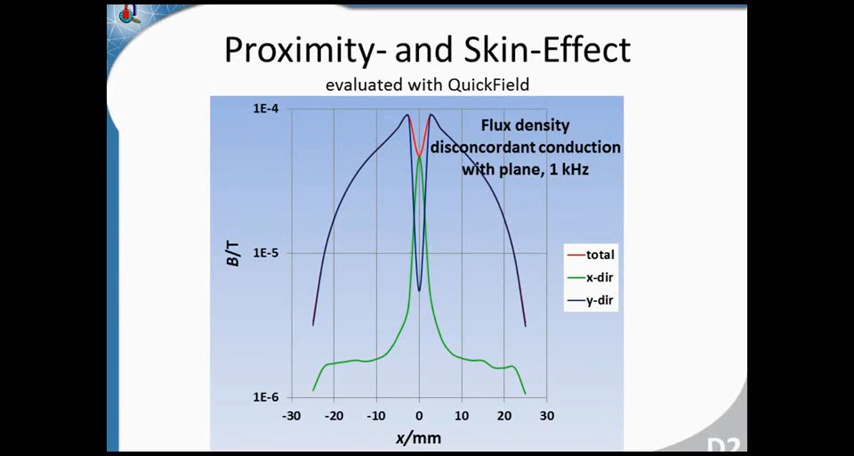 Proximity- and Skin-Effect
evaluated with QuickField
1E-4
Flux density
disconcordant conduction
with plane, 1 kHz
1E-5
B/T
total
x-dir
y-dir
1E-6
-30 -20 -10 0 10 20 30
x/mm
D2